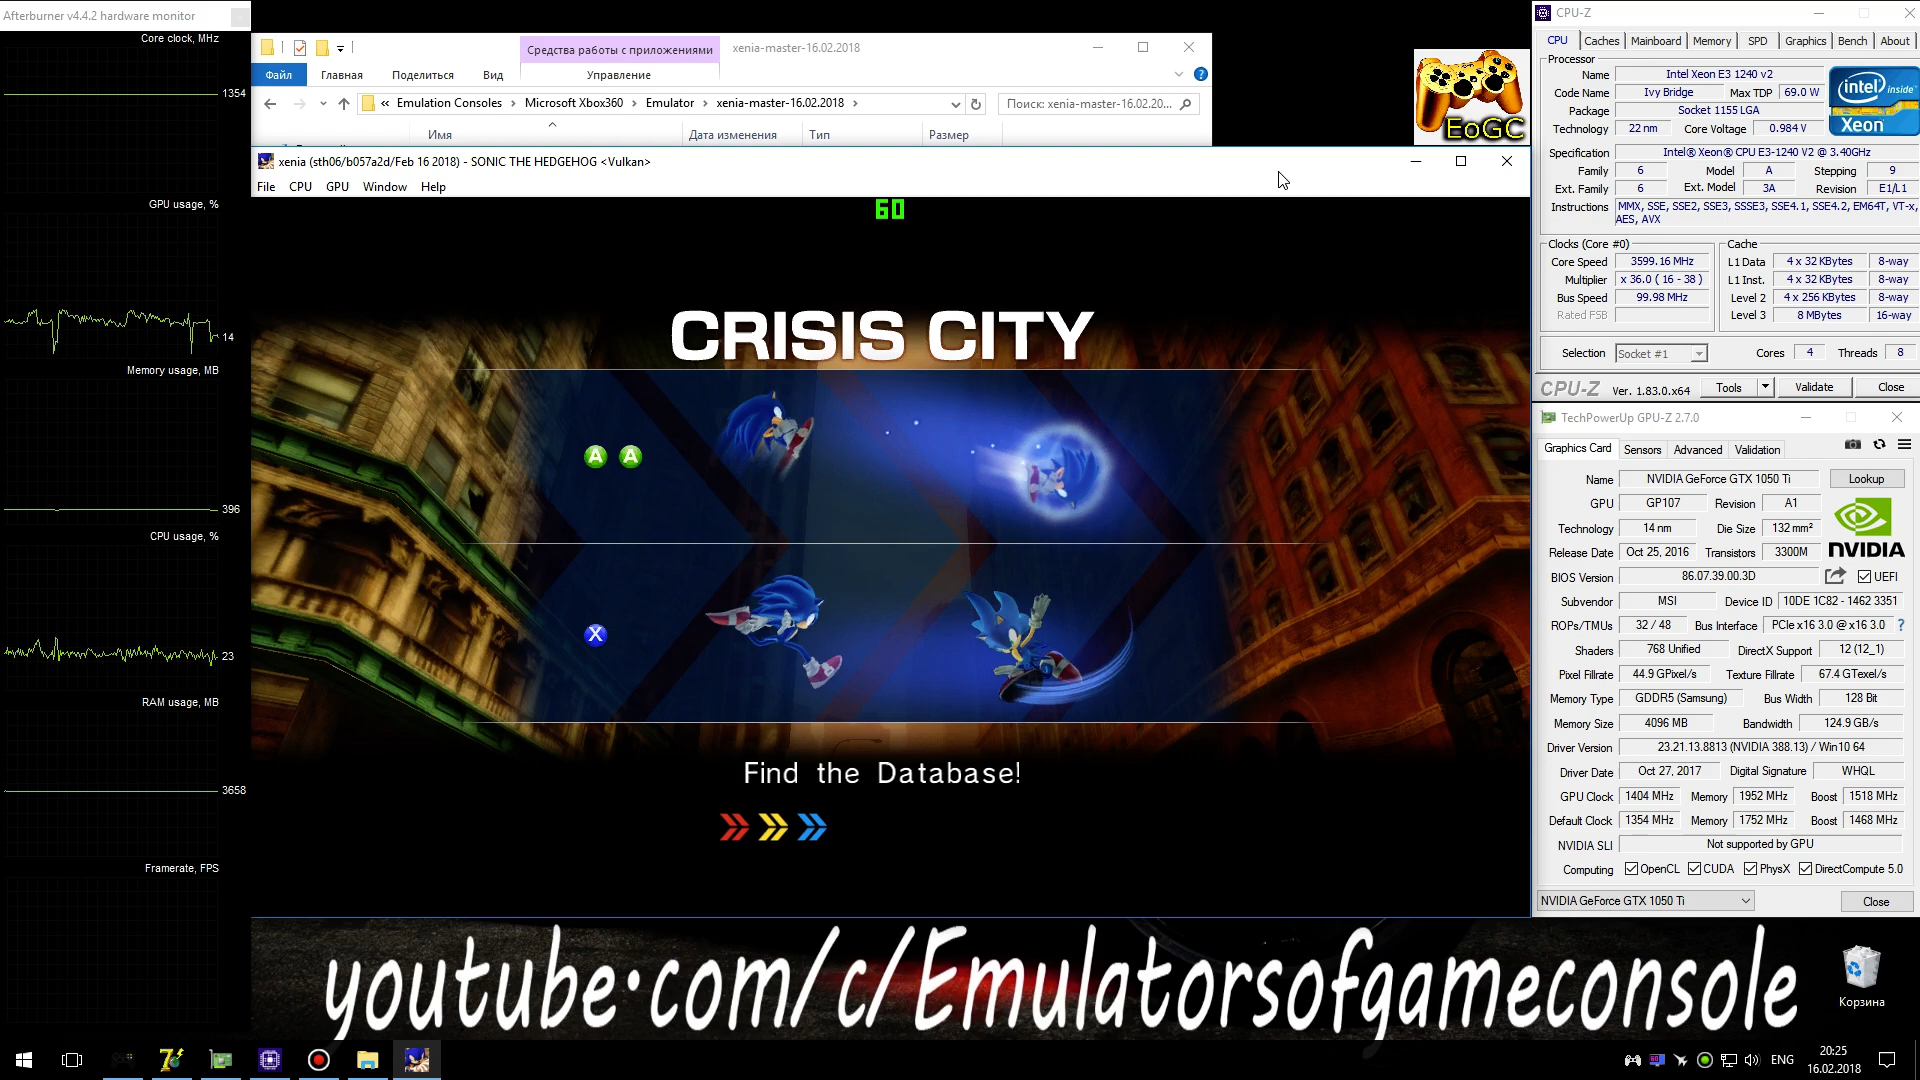 Afterburner v4.4.2 hardware monitor
Core clock, MHz
1354
GPU usage, %
14
Memory usage, MB
396
CPU usage, %
23
RAM usage, MB
3658
Framerate, FPS
Средства работы с приложениями
xenia-master-16.02.2018
Файл
Главная
Поделиться
Вид
Управление
« Emulation Consoles
Microsoft Xbox360
Emulator
xenia-master-16.02.2018
Поиск: xenia-master-16.02.20...
Имя
Дата изменения
Тип
Размер
EoGC
xenia (sth06/b057a2d/Feb 16 2018) - SONIC THE HEDGEHOG <Vulkan>
File CPU GPU Window Help
60
CRISIS CITY
A A
X
Find the Database!
youtube.com/c/Emulatorsofgameconsole
CPU-Z
CPU Caches Mainboard Memory SPD Graphics Bench About
Processor
Name Intel Xeon E3 1240 v2
Code Name Ivy Bridge Max TDP 69.0 W
Package Socket 1155 LGA
Technology 22 nm Core Voltage 0.984 V
intel inside™
Xeon
Specification Intel® Xeon® CPU E3-1240 V2 @ 3.40GHz
Family 6 Model A Stepping 9
Ext. Family 6 Ext. Model 3A Revision E1/L1
Instructions MMX, SSE, SSE2, SSE3, SSSE3, SSE4.1, SSE4.2, EM64T, VT-x,
AES, AVX
Clocks (Core #0)
Core Speed 3599.16 MHz
Multiplier x 36.0 ( 16 - 38 )
Bus Speed 99.98 MHz
Rated FSB
Cache
L1 Data 4 x 32 KBytes 8-way
L1 Inst. 4 x 32 KBytes 8-way
Level 2 4 x 256 KBytes 8-way
Level 3 8 MBytes 16-way
Selection Socket #1 Cores 4 Threads 8
CPU-Z Ver. 1.83.0.x64 Tools Validate Close
TechPowerUp GPU-Z 2.7.0
Graphics Card Sensors Advanced Validation
Name NVIDIA GeForce GTX 1050 Ti Lookup
GPU GP107 Revision A1
Technology 14 nm Die Size 132 mm²
Release Date Oct 25, 2016 Transistors 3300M
NVIDIA
BIOS Version 86.07.39.00.3D UEFI
Subvendor MSI Device ID 10DE 1C82 - 1462 3351
ROPs/TMUs 32 / 48 Bus Interface PCIe x16 3.0 @ x16 3.0 ?
Shaders 768 Unified DirectX Support 12 (12_1)
Pixel Fillrate 44.9 GPixel/s Texture Fillrate 67.4 GTexel/s
Memory Type GDDR5 (Samsung) Bus Width 128 Bit
Memory Size 4096 MB Bandwidth 124.9 GB/s
Driver Version 23.21.13.8813 (NVIDIA 388.13) / Win10 64
Driver Date Oct 27, 2017 Digital Signature WHQL
GPU Clock 1404 MHz Memory 1952 MHz Boost 1518 MHz
Default Clock 1354 MHz Memory 1752 MHz Boost 1468 MHz
NVIDIA SLI Not supported by GPU
Computing OpenCL CUDA PhysX DirectCompute 5.0
NVIDIA GeForce GTX 1050 Ti Close
Корзина
ENG
20:25
16.02.2018